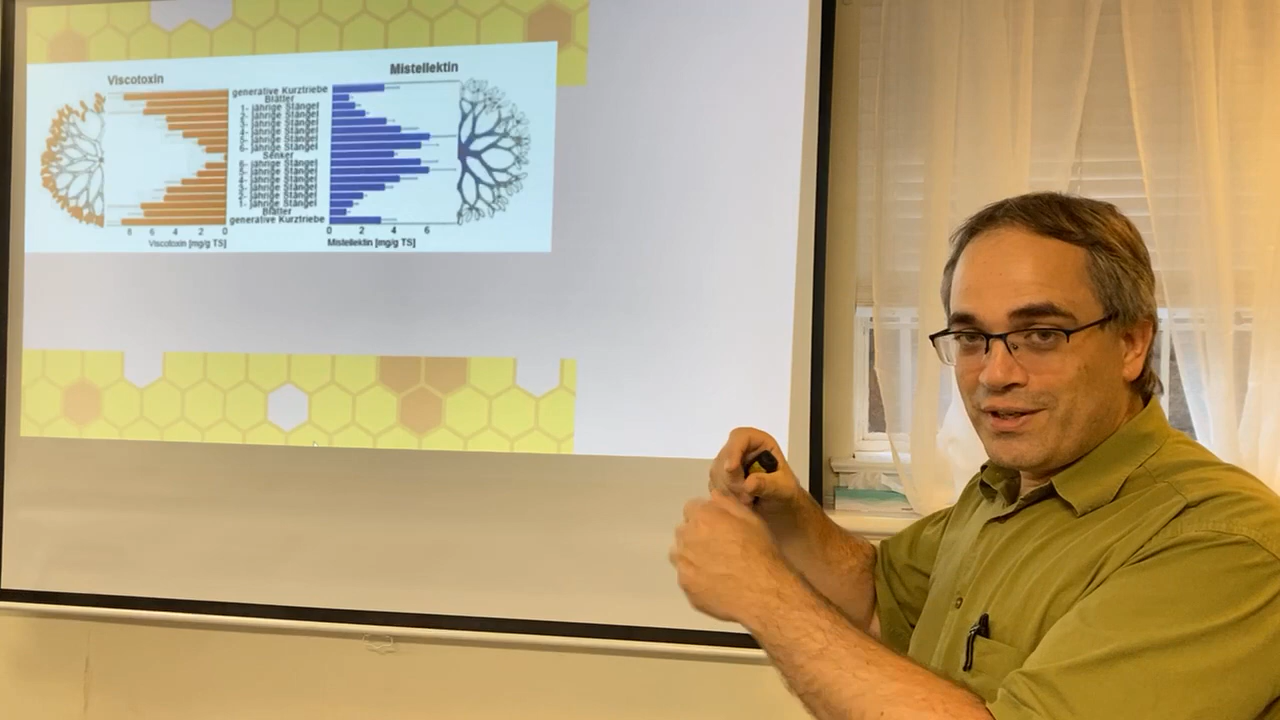 Viscotoxin
Mistellektin
generative Kurztriebe
Blätter
1- jährige Stängel
2- jährige Stängel
3- jährige Stängel
4- jährige Stängel
5- jährige Stängel
6- jährige Stängel
Senker
6- jährige Stängel
5- jährige Stängel
4- jährige Stängel
3- jährige Stängel
2- jährige Stängel
1- jährige Stängel
Blätter
generative Kurztriebe
8 6 4 2 0
0 2 4 6
Viscotoxin [mg/g TS]
Mistellektin [mg/g TS]